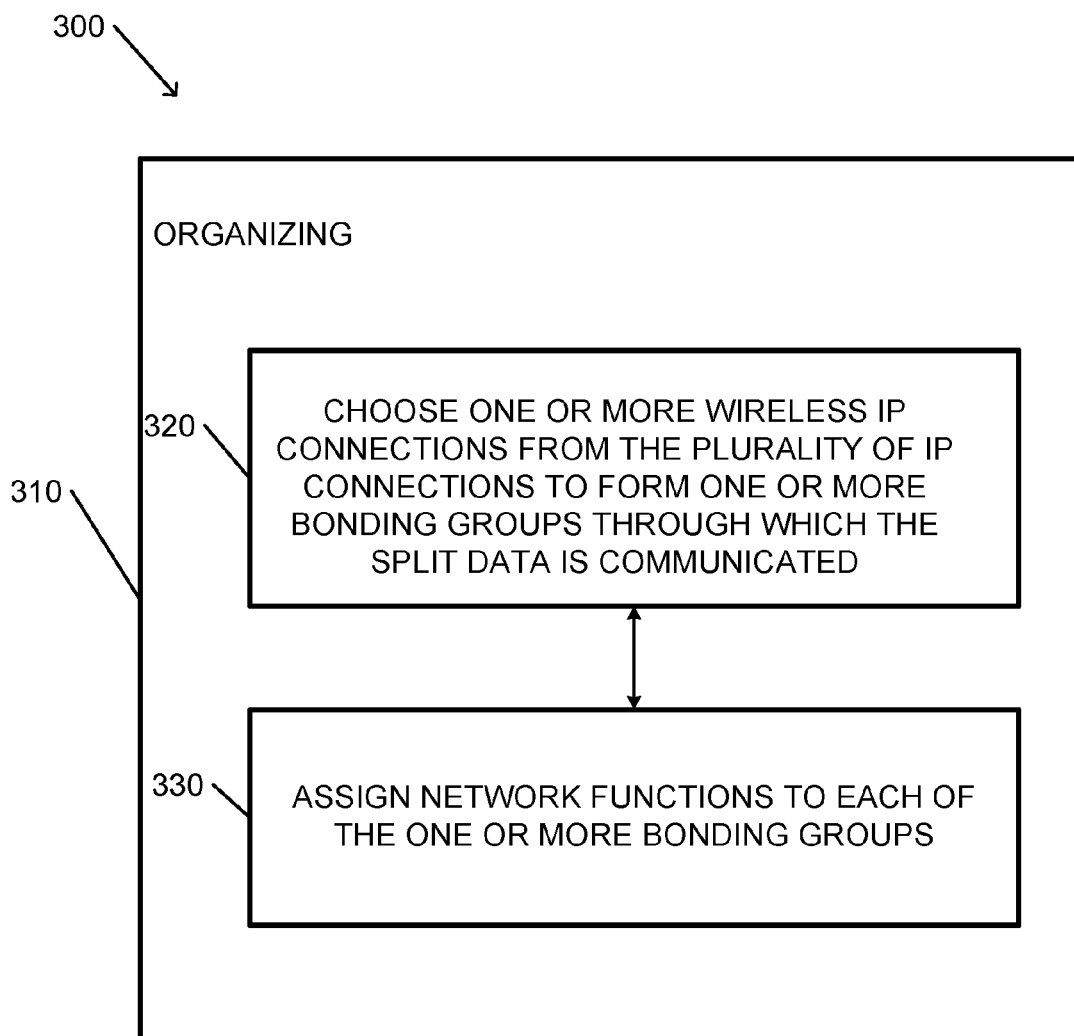 300
ORGANIZING
320
CHOOSE ONE OR MORE WIRELESS IP
CONNECTIONS FROM THE PLURALITY OF IP
CONNECTIONS TO FORM ONE OR MORE
BONDING GROUPS THROUGH WHICH THE
SPLIT DATA IS COMMUNICATED
310
330
ASSIGN NETWORK FUNCTIONS TO EACH OF
THE ONE OR MORE BONDING GROUPS